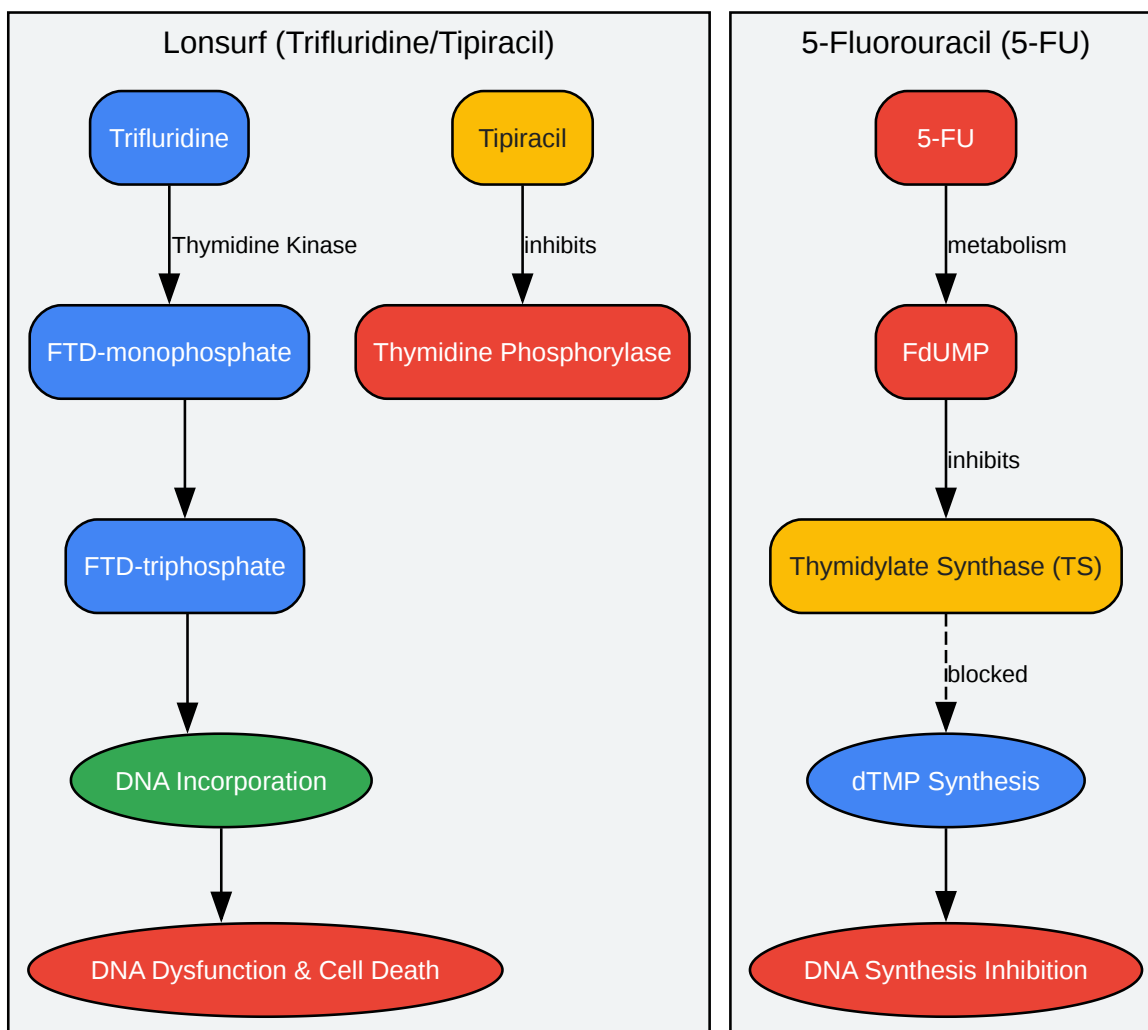 Lonsurf (Trifluridine/Tipiracil)
Trifluridine
Tipiracil
Thymidine Kinase
inhibits
FTD-monophosphate
Thymidine Phosphorylase
FTD-triphosphate
DNA Incorporation
DNA Dysfunction & Cell Death
5-Fluorouracil (5-FU)
5-FU
metabolism
FdUMP
inhibits
Thymidylate Synthase (TS)
blocked
dTMP Synthesis
DNA Synthesis Inhibition